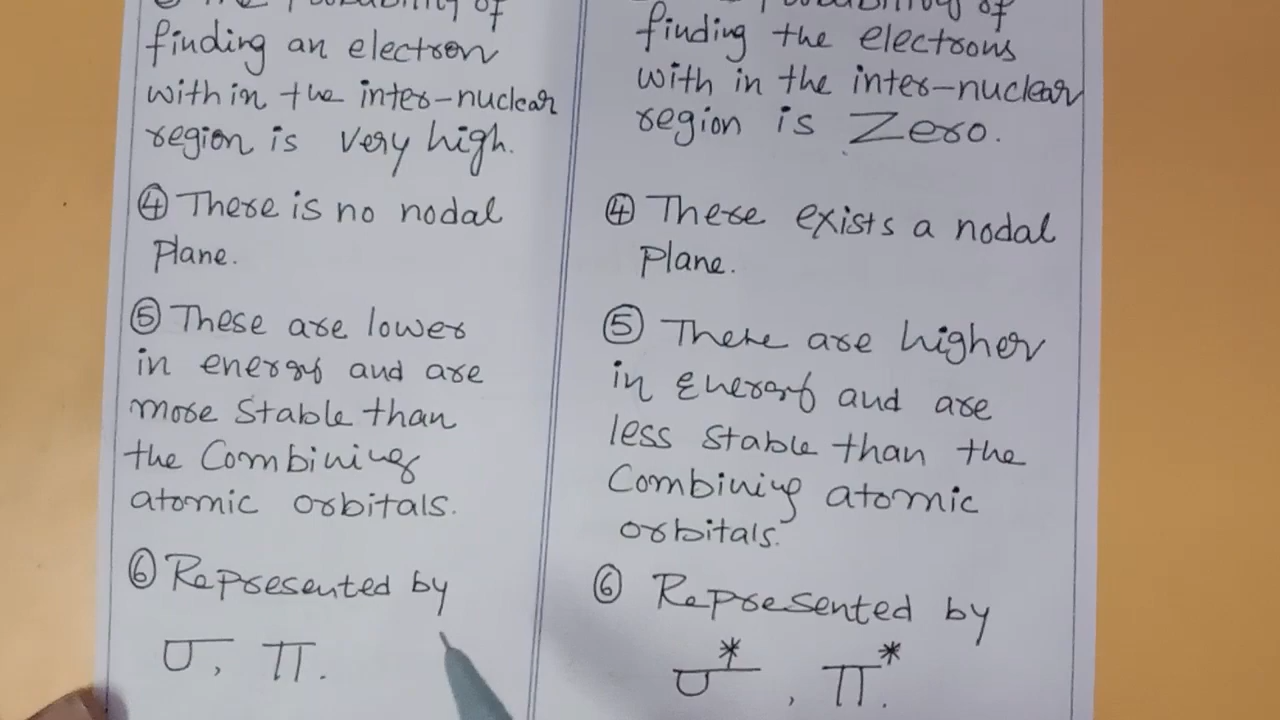 of
finding an electron
within the inter-nuclear
region is very high.
④ There is no nodal
Plane.
⑤ These are lower
in energy and are
more Stable than
the Combining
atomic orbitals.
⑥ Represented by
σ, π.
of
finding the electrons
with in the inter-nuclear
region is Zero.
④ There exists a nodal
Plane.
⑤ There are higher
in Energy and are
less stable than the
Combining atomic
orbitals.
⑥ Represented by
σ*, π*.